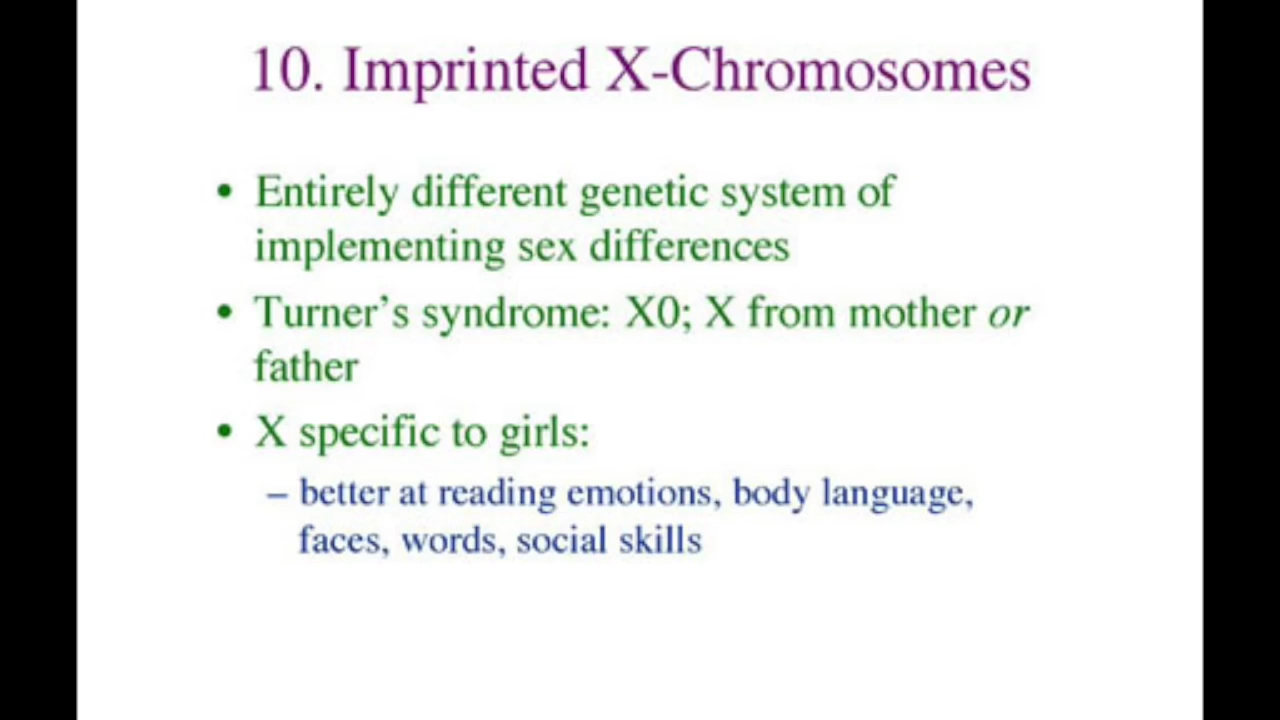 10. Imprinted X-Chromosomes
• Entirely different genetic system of
implementing sex differences
• Turner's syndrome: X0; X from mother or
father
• X specific to girls:
– better at reading emotions, body language,
faces, words, social skills